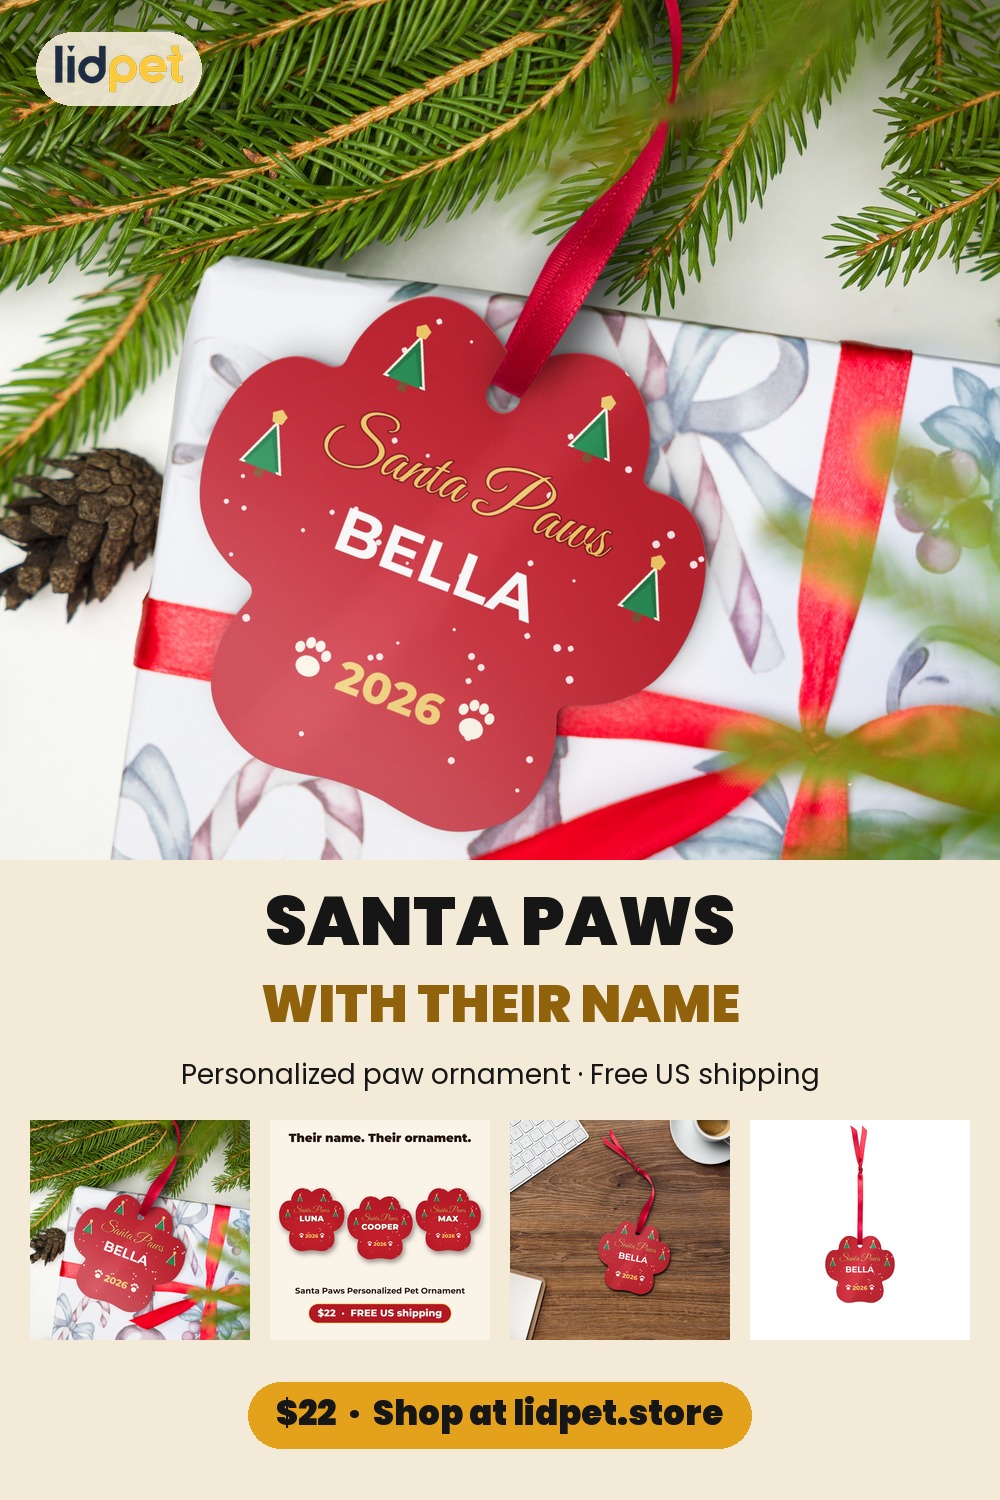 lidpet
Santa Paws
BELLA
2026
SANTA PAWS
WITH THEIR NAME
Personalized paw ornament · Free US shipping
Santa Paws
BELLA
2026
Their name. Their ornament.
Santa Paws
LUNA
2026
Santa Paws
COOPER
2026
Santa Paws
MAX
2026
Santa Paws Personalized Pet Ornament
$22 · FREE US shipping
Santa Paws
BELLA
2026
Santa Paws
BELLA
2026
$22 · Shop at lidpet.store